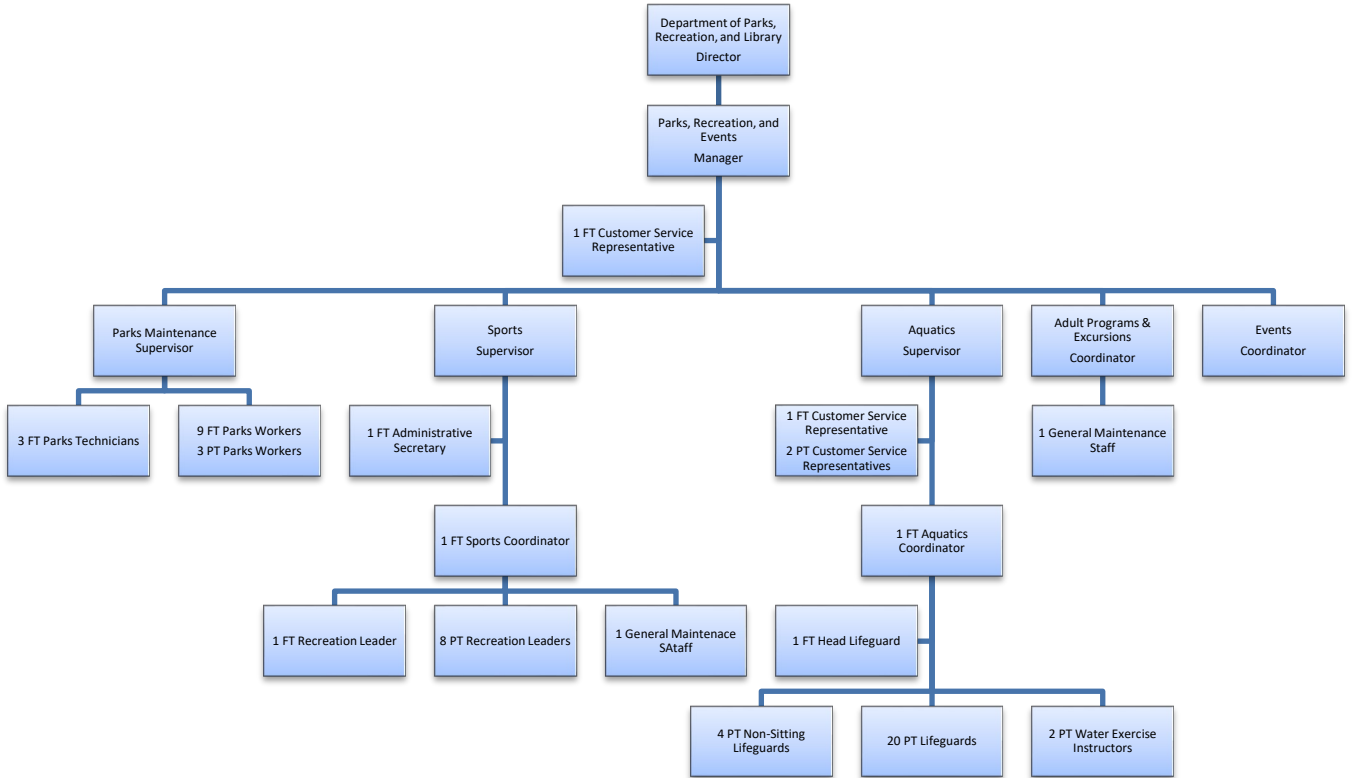 Department of Parks,
Recreation, and Library
Director
Parks, Recreation, and
Events
Manager
1 FT Customer Service
Representative
Parks Maintenance
Supervisor
Sports
Supervisor
Aquatics
Supervisor
Adult Programs &
Excursions
Coordinator
Events
Coordinator
3 FT Parks Technicians
9 FT Parks Workers
3 PT Parks Workers
1 FT Administrative
Secretary
1 FT Customer Service
Representative
2 PT Customer Service
Representatives
1 General Maintenance
Staff
1 FT Sports Coordinator
1 FT Aquatics
Coordinator
1 FT Recreation Leader
8 PT Recreation Leaders
1 General Maintenace
SAtaff
1 FT Head Lifeguard
4 PT Non-Sitting
Lifeguards
20 PT Lifeguards
2 PT Water Exercise
Instructors